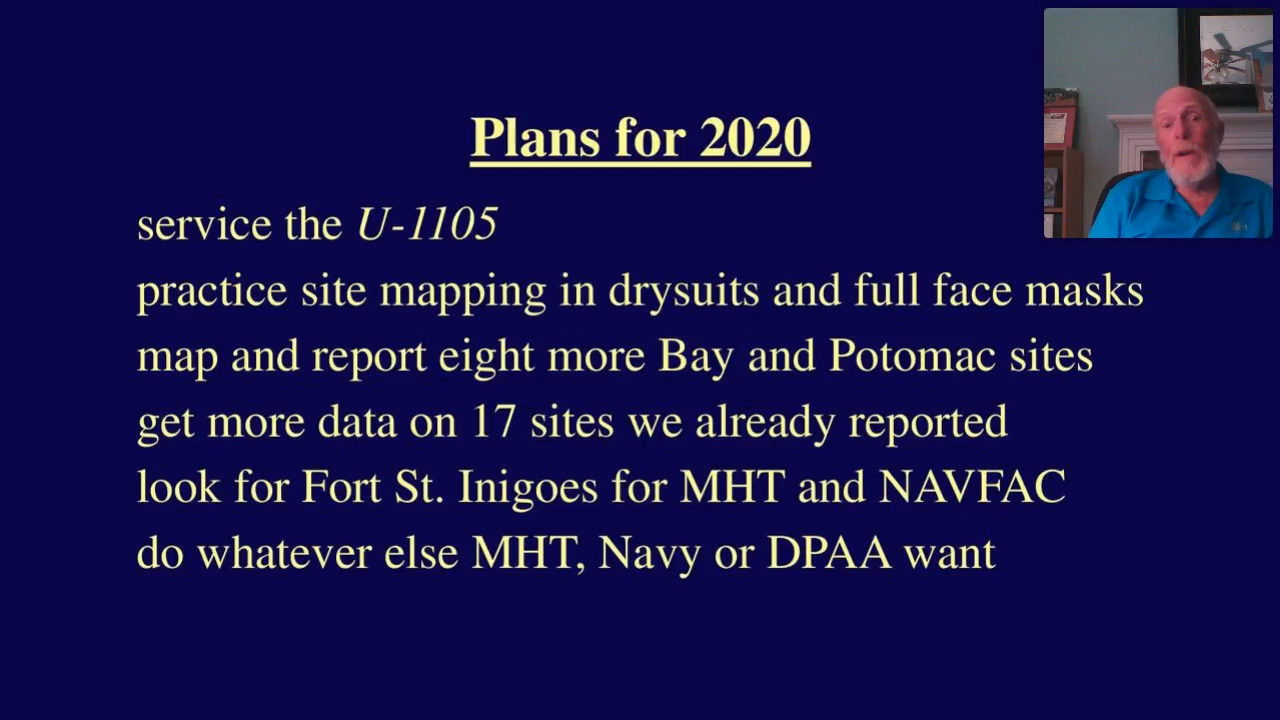 Plans for 2020
service the U-1105
practice site mapping in drysuits and full face masks
map and report eight more Bay and Potomac sites
get more data on 17 sites we already reported
look for Fort St. Inigoes for MHT and NAVFAC
do whatever else MHT, Navy or DPAA want